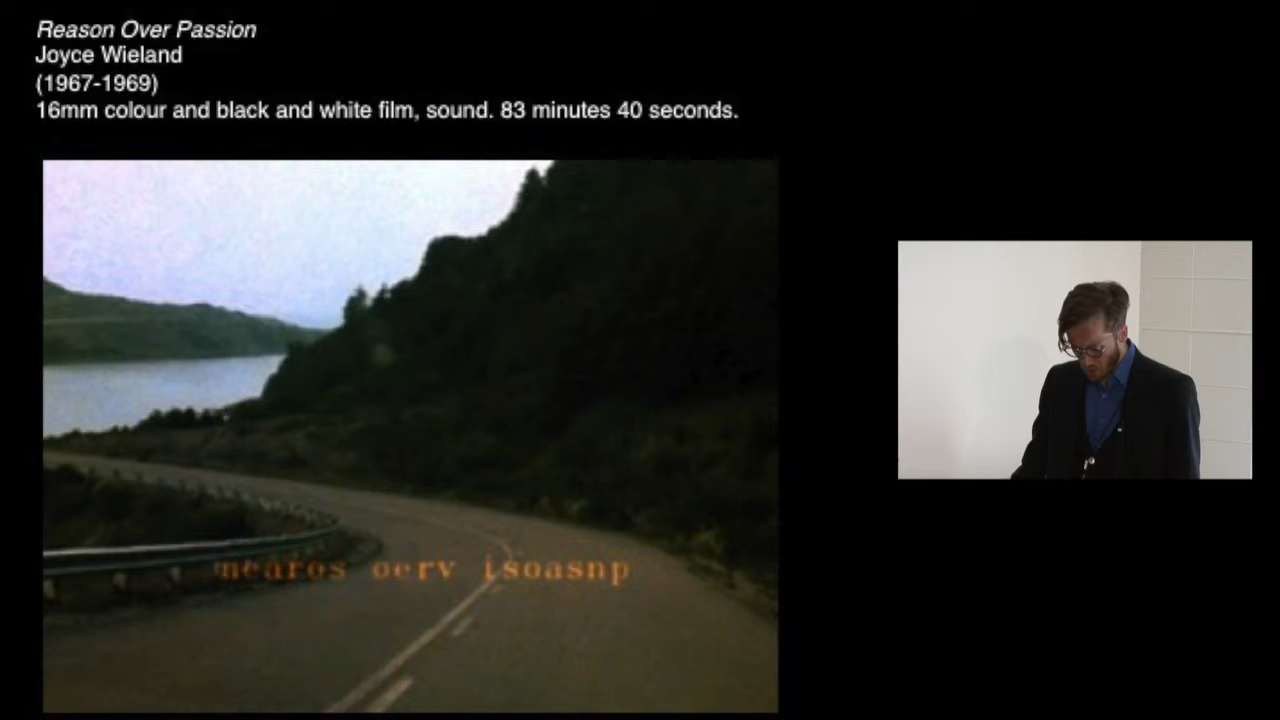 Reason Over Passion
Joyce Wieland
(1967-1969)
16mm colour and black and white film, sound. 83 minutes 40 seconds.
nearos oerv isoasnp